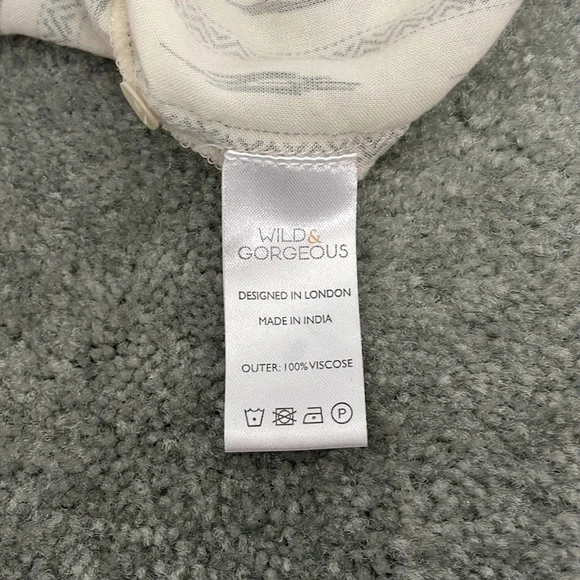 WILD&
GORGEOUS
DESIGNED IN LONDON
MADE IN INDIA
OUTER: 100% VISCOSE
P